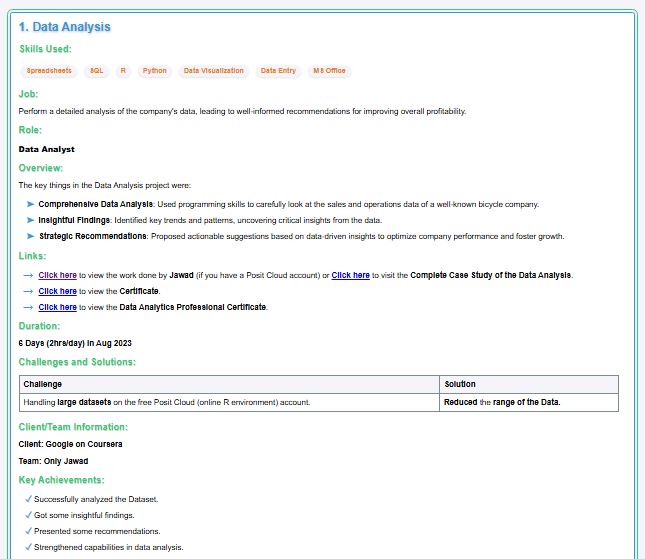 1. Data Analysis
Skills Used:
Spreadsheets SQL R Python Data Visualization Data Entry MS Office
Job:
Perform a detailed analysis of the company's data, leading to well-informed recommendations for improving overall profitability.
Role:
Data Analyst
Overview:
The key things in the Data Analysis project were:
➤ Comprehensive Data Analysis: Used programming skills to carefully look at the sales and operations data of a well-known bicycle company.
➤ Insightful Findings: Identified key trends and patterns, uncovering critical insights from the data.
➤ Strategic Recommendations: Proposed actionable suggestions based on data-driven insights to optimize company performance and foster growth.
Links:
→ Click here to view the work done by Jawad (if you have a Posit Cloud account) or Click here to visit the Complete Case Study of the Data Analysis.
→ Click here to view the Certificate.
→ Click here to view the Data Analytics Professional Certificate.
Duration:
6 Days (2hrs/day) in Aug 2023
Challenges and Solutions:
Challenge Solution
Handling large datasets on the free Posit Cloud (online R environment) account. Reduced the range of the Data.
Client/Team Information:
Client: Google on Coursera
Team: Only Jawad
Key Achievements:
✓ Successfully analyzed the Dataset.
✓ Got some insightful findings.
✓ Presented some recommendations.
✓ Strengthened capabilities in data analysis.